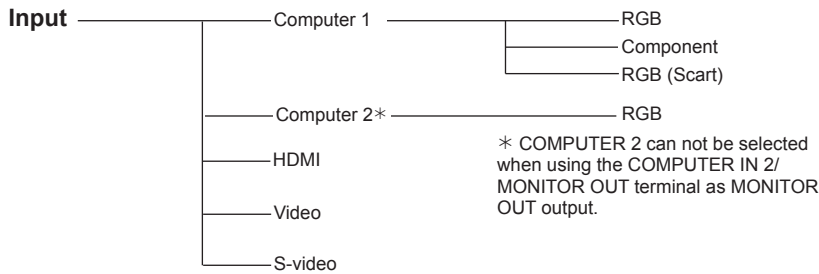 Input
Computer 1
RGB
Component
RGB (Scart)
Computer 2＊
RGB
＊ COMPUTER 2 can not be selected
when using the COMPUTER IN 2/
MONITOR OUT terminal as MONITOR
OUT output.
HDMI
Video
S-video